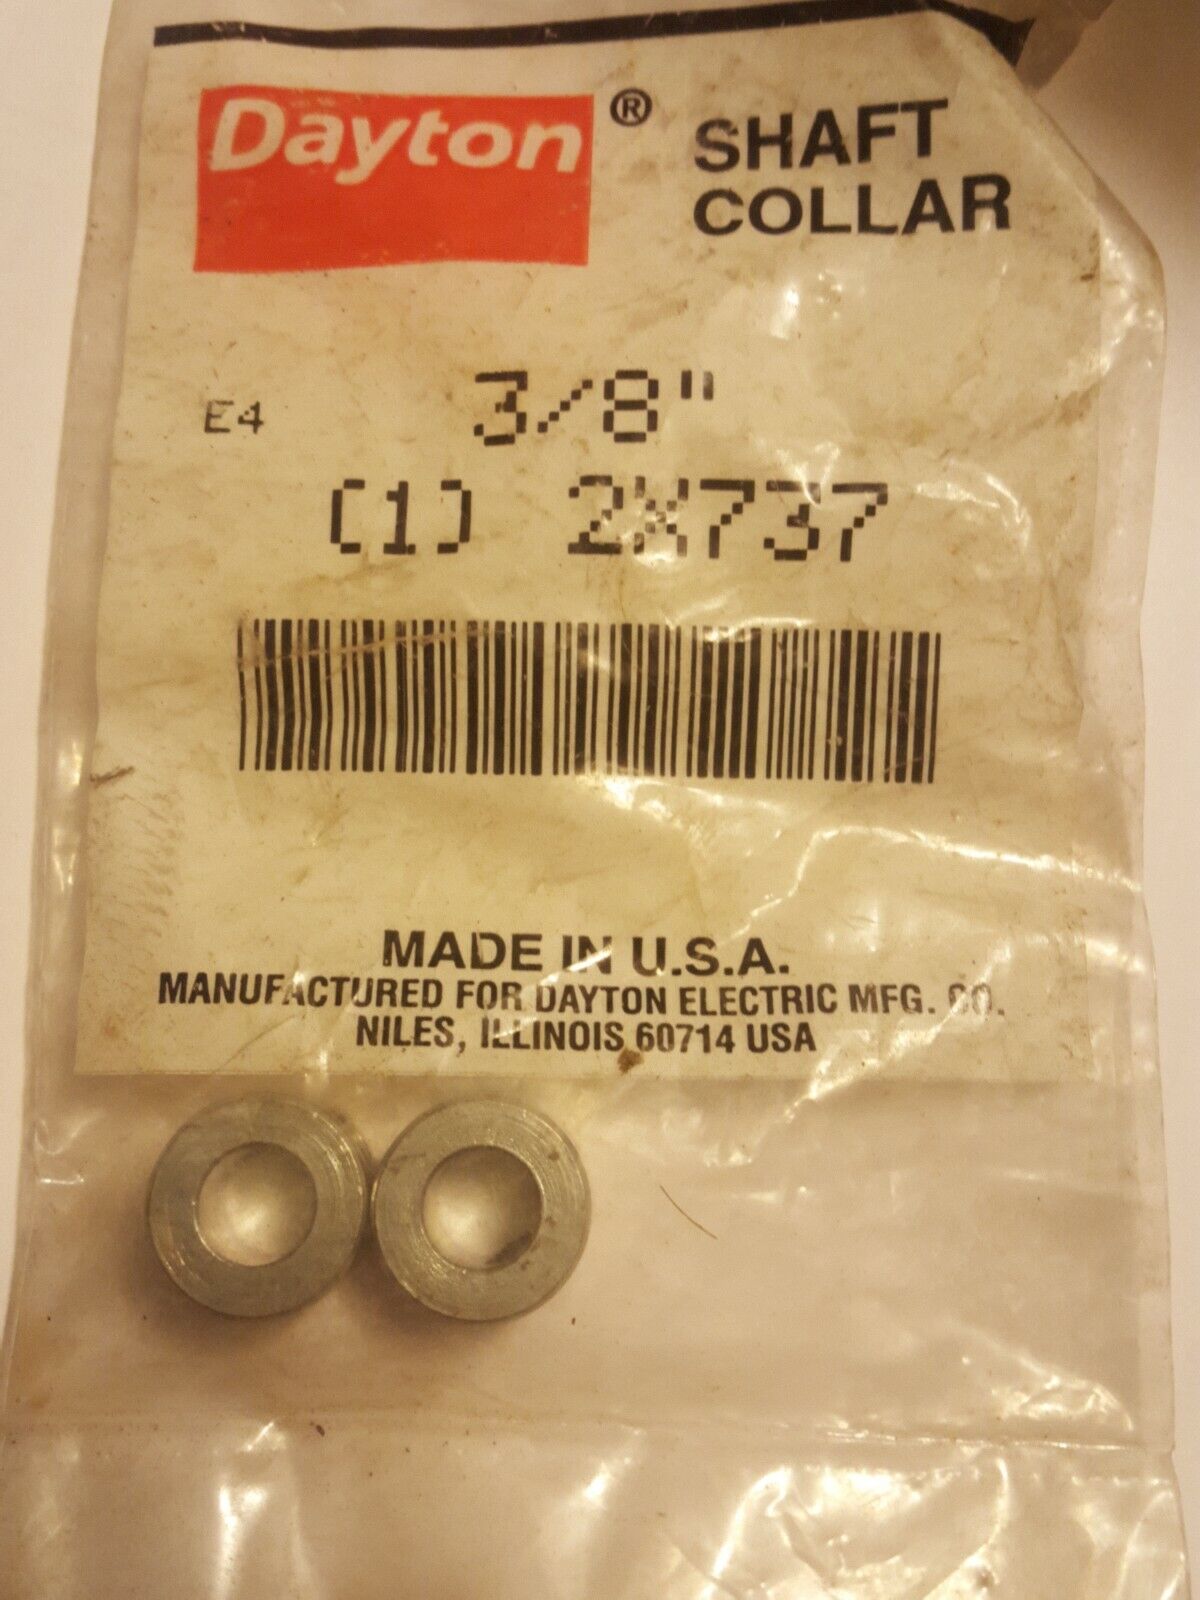 Dayton ®
SHAFT
COLLAR
E4
3/8"
(1) 2X737
MADE IN U.S.A.
MANUFACTURED FOR DAYTON ELECTRIC MFG. CO.
NILES, ILLINOIS 60714 USA